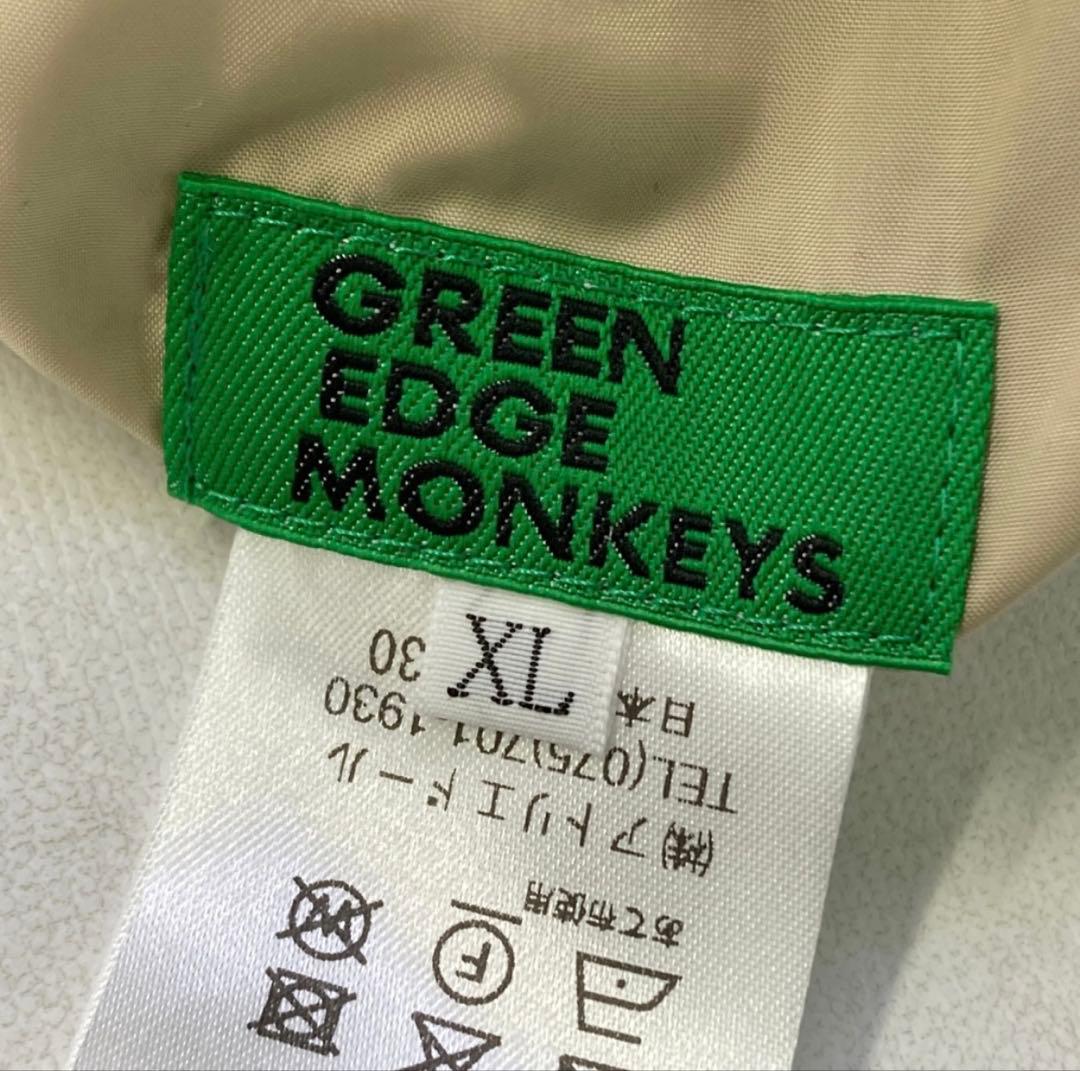 GREEN
EDGE
MONKEYS
XL
あて布使用
㈱アトリエドール
TEL(075)701-1930
日本
30
F
W